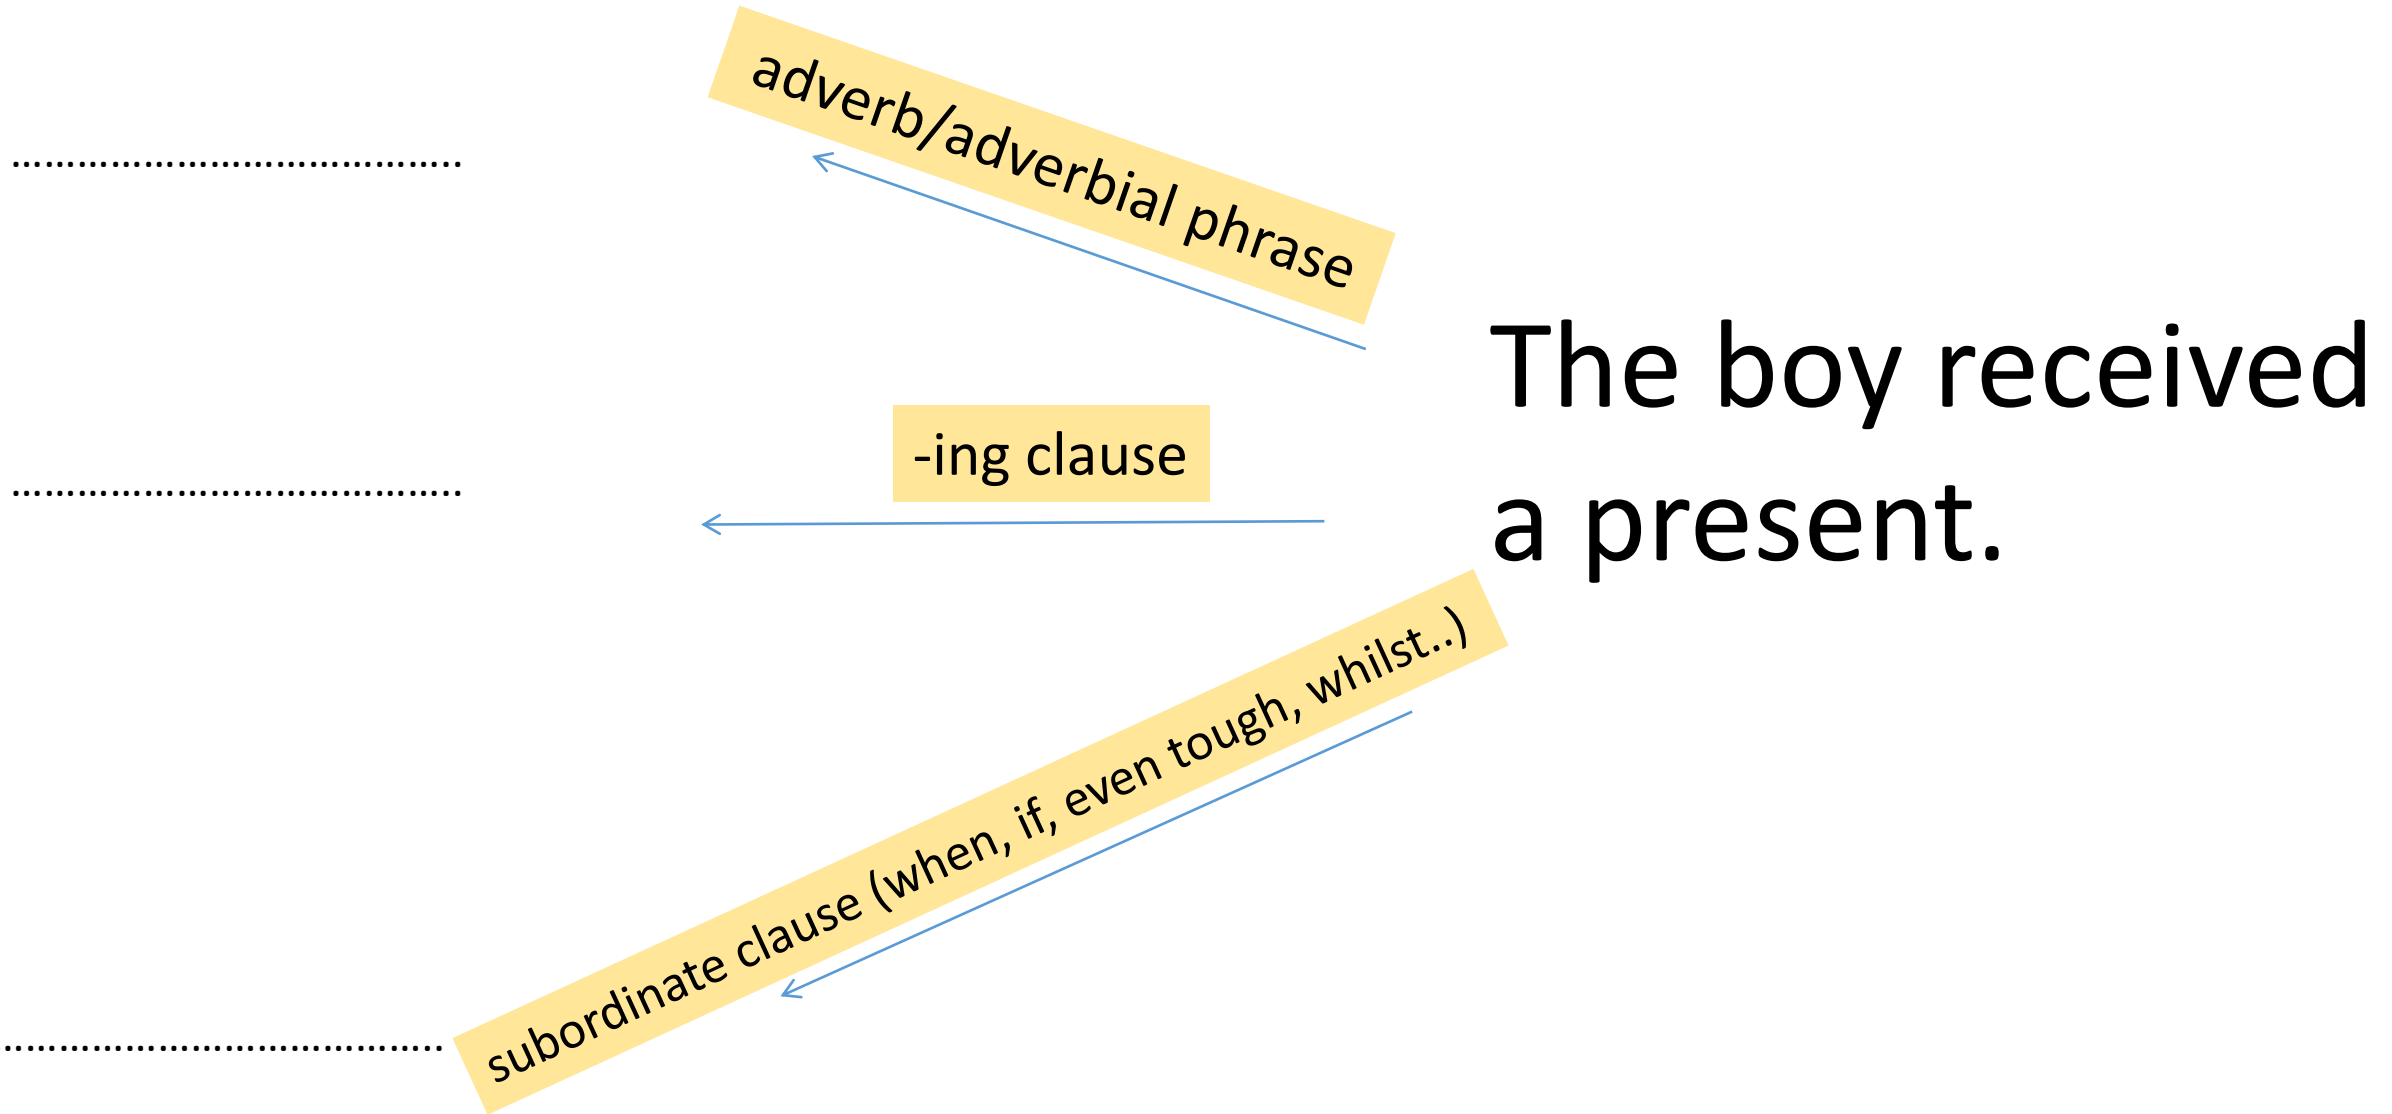 adverb/adverbial phrase
………………………………….
The boy received
a present.
-ing clause
………………………………….
subordinate clause (when, if, even tough, whilst..)
………………………………….